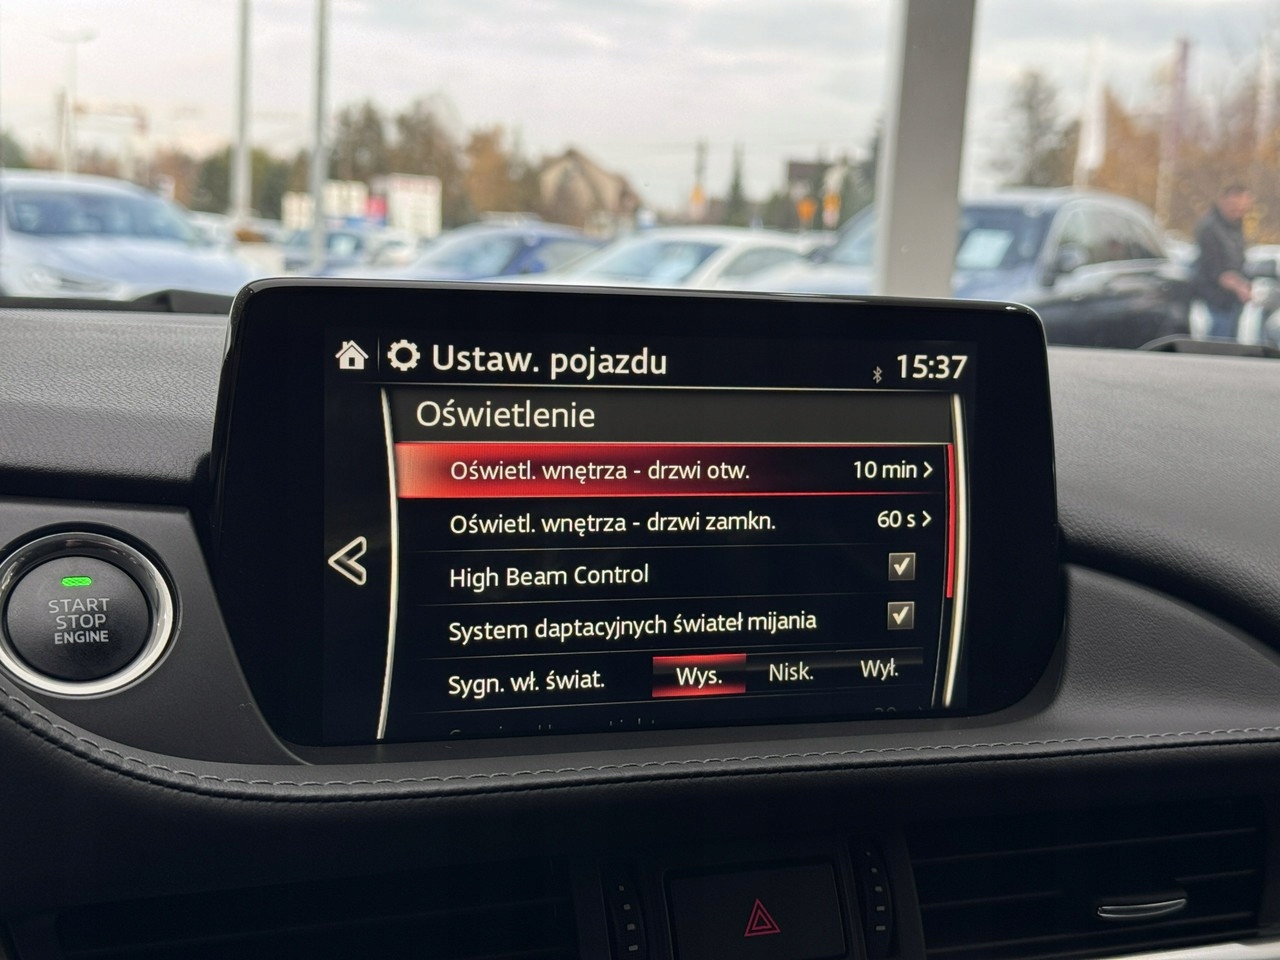 Ustaw. pojazdu
15:37
Oświetlenie
Oświetl. wnętrza - drzwi otw. 10 min
Oświetl. wnętrza - drzwi zamkn. 60 s
High Beam Control
System daptacyjnych świateł mijania
Sygn. wł. świat. Wys. Nisk. Wył.
START
STOP
ENGINE